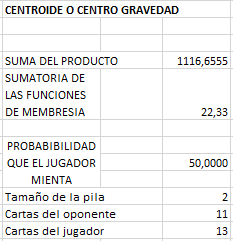 CENTROIDE O CENTRO GRAVEDAD
SUMA DEL PRODUCTO 1116,6555
SUMATORIA DE
LAS FUNCIONES
DE MEMBRESIA 22,33
PROBABIBILIDAD
QUE EL JUGADOR 50,0000
MIENTA
Tamaño de la pila 2
Cartas del oponente 11
Cartas del jugador 13